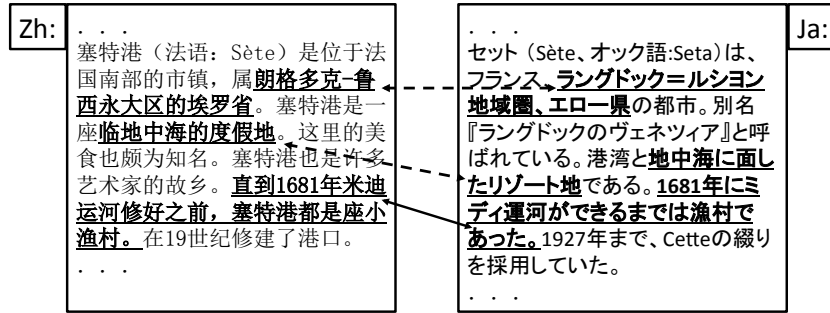 Zh:
. . .
塞特港（法语：Sète）是位于法
国南部的市镇，属朗格多克-鲁
西永大区的埃罗省。塞特港是一
座临地中海的度假地。这里的美
食也颇为知名。塞特港也是许多
艺术家的故乡。直到1681年米迪
运河修好之前，塞特港都是座小
渔村。在19世纪修建了港口。
. . .
Ja:
. . .
セット（Sète、オック語:Seta）は、
フランス、ラングドック＝ルシヨン
地域圏、エロー県の都市。別名
『ラングドックのヴェネツィア』と呼
ばれている。港湾と地中海に面し
たリゾート地である。1681年にミ
ディ運河ができるまでは漁村で
あった。1927年まで、Cetteの綴り
を採用していた。
. . .